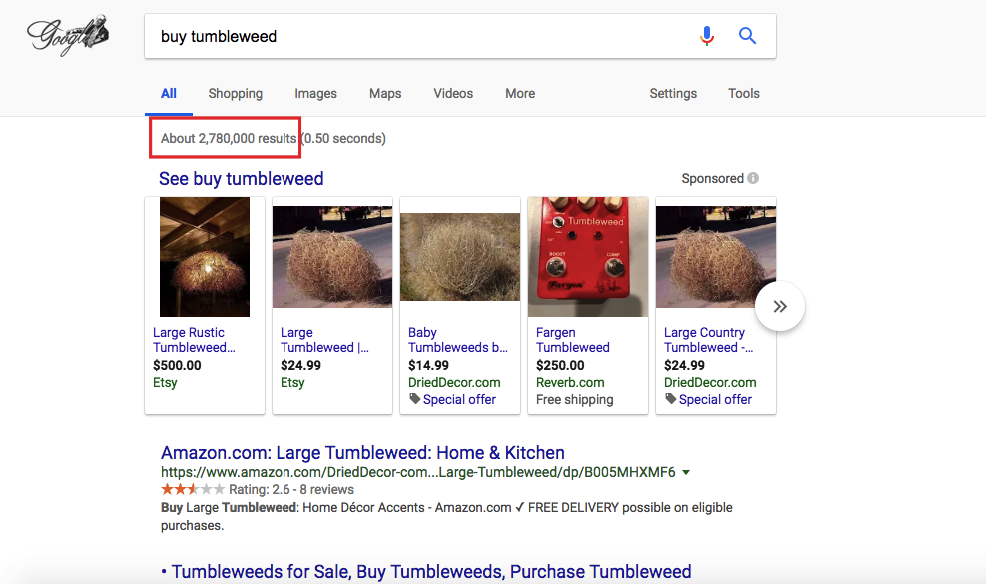 Google
buy tumbleweed
All Shopping Images Maps Videos More Settings Tools
About 2,780,000 results (0.50 seconds)
See buy tumbleweed
Sponsored
Tumbleweed
BOOST
COMP
Fargen
Large Rustic
Tumbleweed...
$500.00
Etsy
Large
Tumbleweed |...
$24.99
Etsy
Baby
Tumbleweeds b...
$14.99
DriedDecor.com
Special offer
Fargen
Tumbleweed
$250.00
Reverb.com
Free shipping
Large Country
Tumbleweed -...
$24.99
DriedDecor.com
Special offer
Amazon.com: Large Tumbleweed: Home & Kitchen
https://www.amazon.com/DriedDecor-com...Large-Tumbleweed/dp/B005MHXMF6
Rating: 2.6 - 8 reviews
Buy Large Tumbleweed: Home Décor Accents - Amazon.com ✓ FREE DELIVERY possible on eligible
purchases.
• Tumbleweeds for Sale, Buy Tumbleweeds, Purchase Tumbleweed